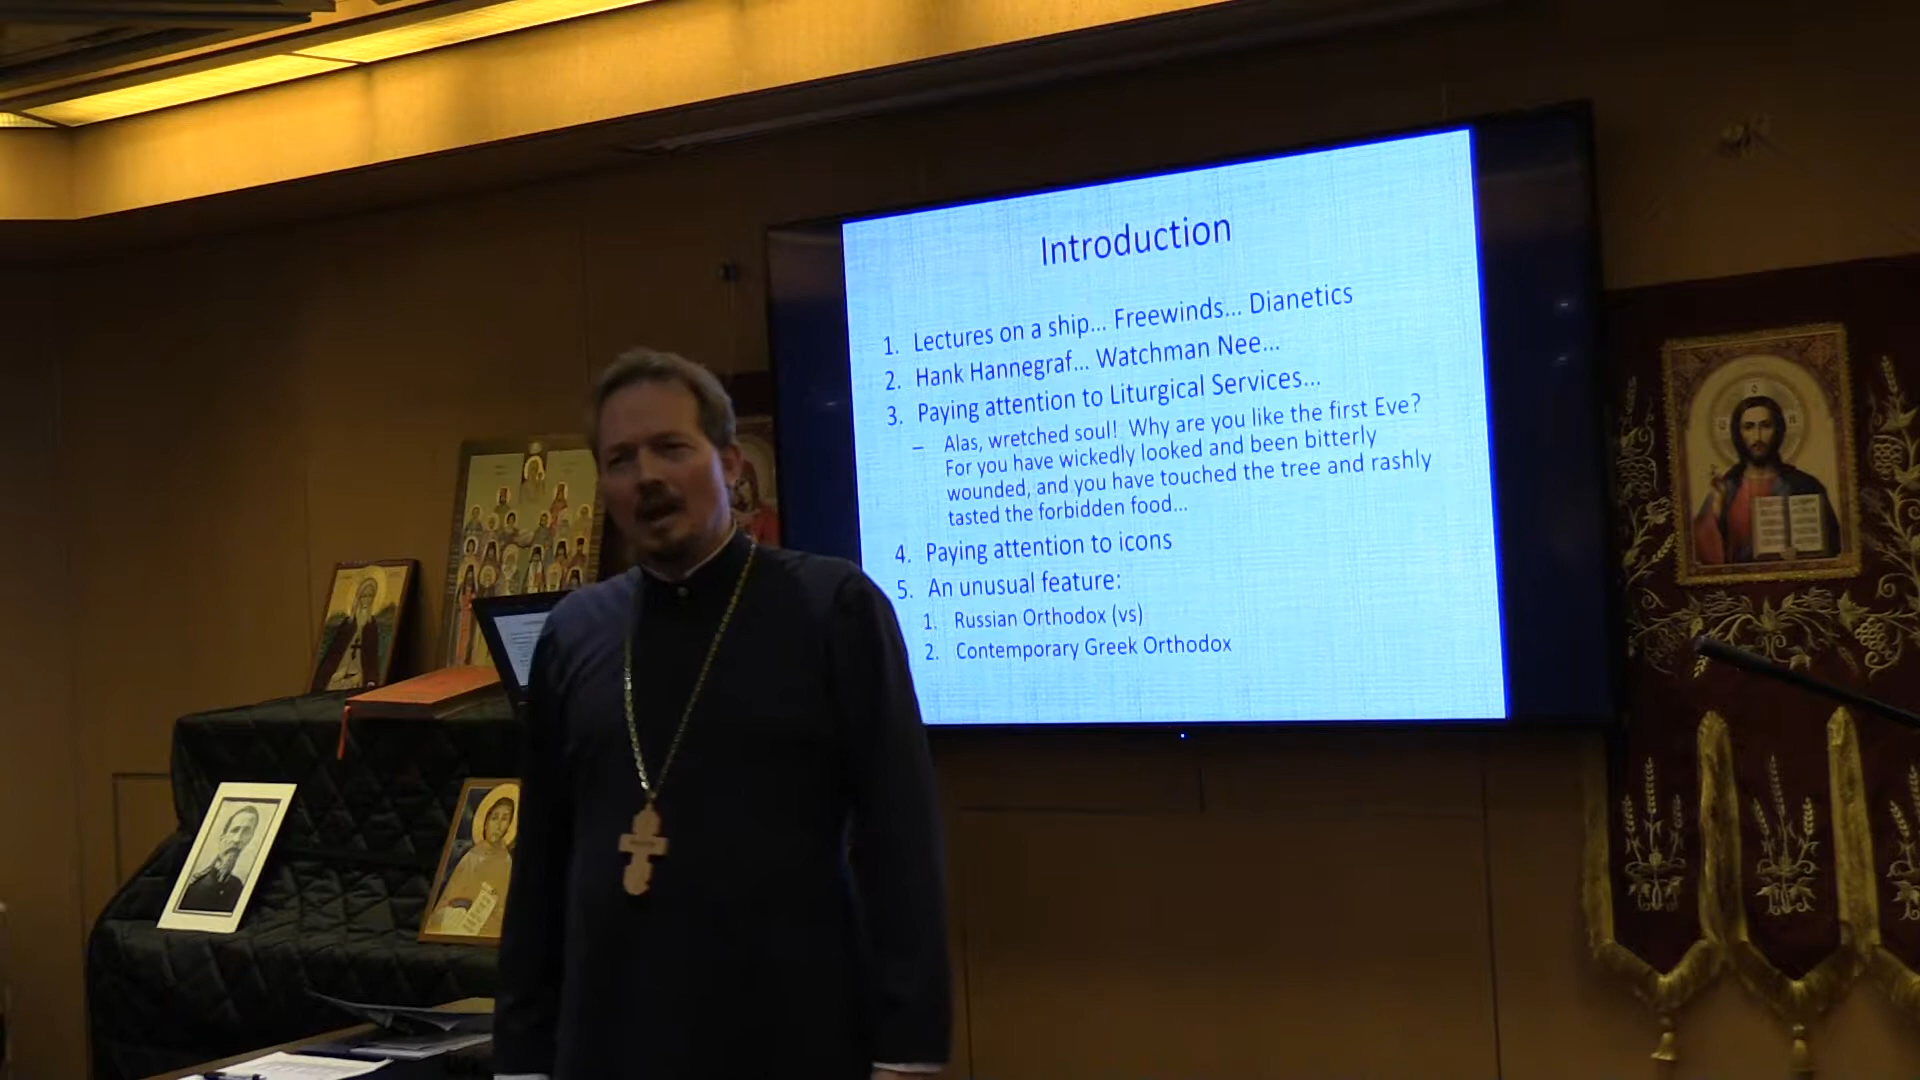 Introduction
1. Lectures on a ship... Freewinds... Dianetics
2. Hank Hannegraf... Watchman Nee...
3. Paying attention to Liturgical Services...
– Alas, wretched soul! Why are you like the first Eve?
For you have wickedly looked and been bitterly
wounded, and you have touched the tree and rashly
tasted the forbidden food...
4. Paying attention to icons
5. An unusual feature:
1. Russian Orthodox (vs)
2. Contemporary Greek Orthodox